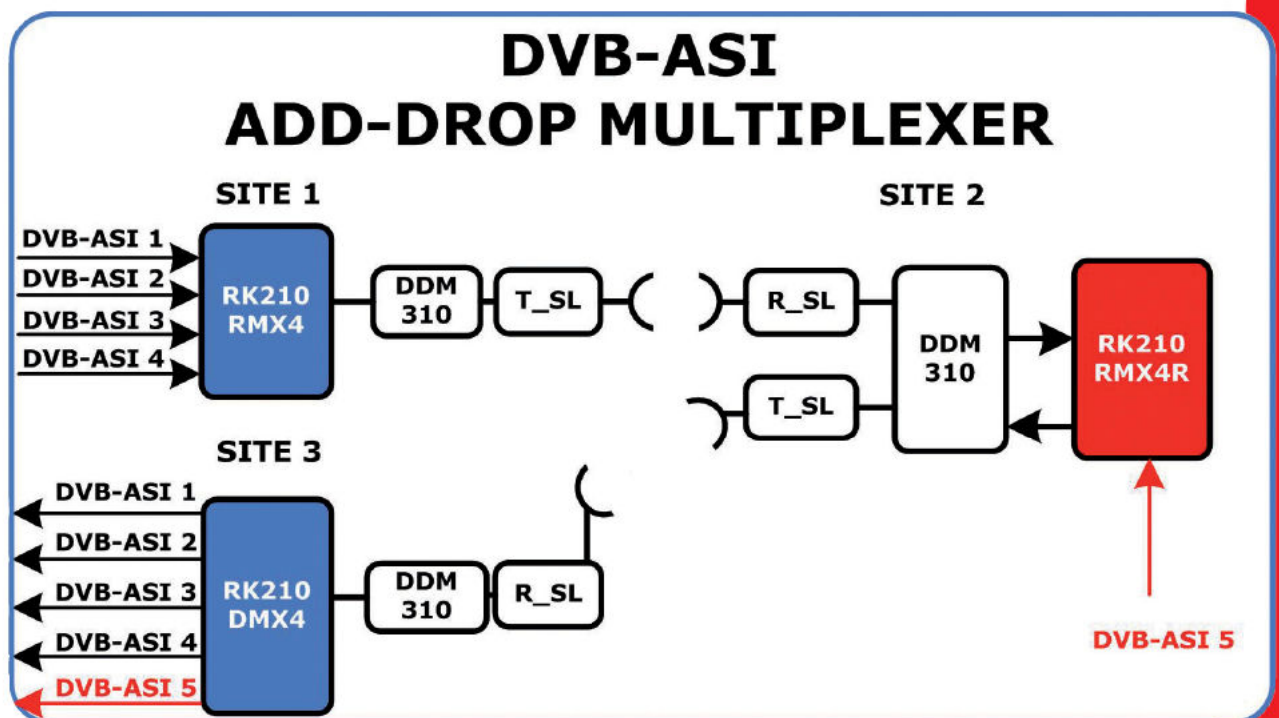 DVB-ASI
ADD-DROP MULTIPLEXER
SITE 1
DVB-ASI 1
DVB-ASI 2
DVB-ASI 3
DVB-ASI 4
RK210
RMX4
DDM
310
T_SL
SITE 2
R_SL
T_SL
DDM
310
RK210
RMX4R
DVB-ASI 5
SITE 3
DVB-ASI 1
DVB-ASI 2
DVB-ASI 3
DVB-ASI 4
DVB-ASI 5
RK210
DMX4
DDM
310
R_SL